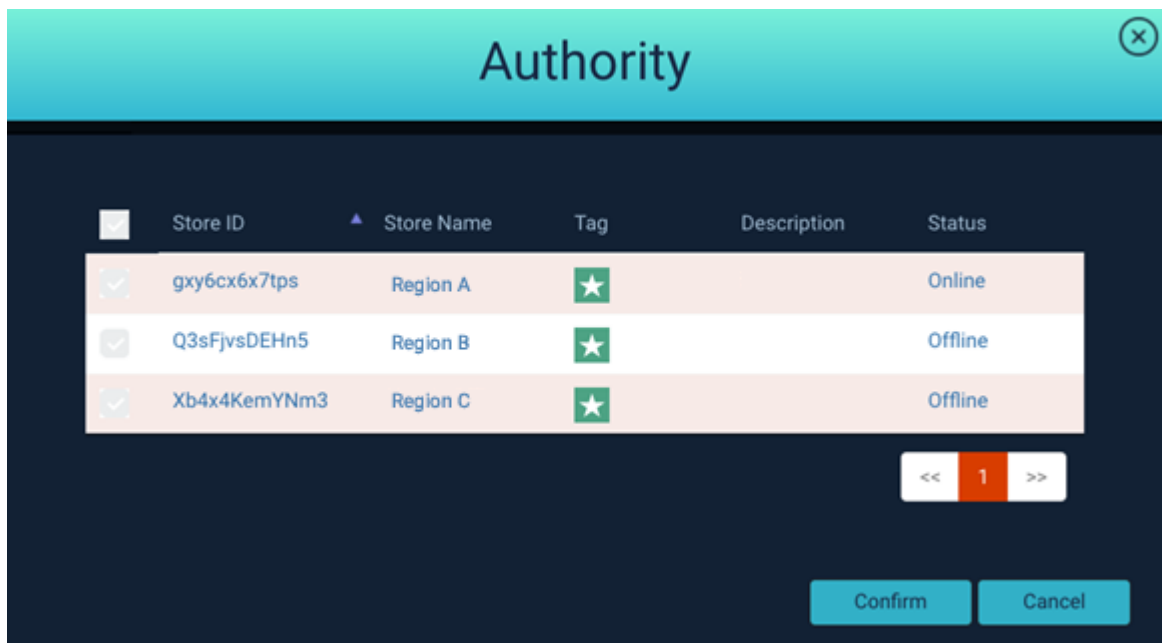 Authority
Store ID Store Name Tag Description Status
gxy6cx6x7tps Region A Online
Q3sFjvsDEHn5 Region B Offline
Xb4x4KemYNm3 Region C Offline
<< 1 >>
Confirm Cancel